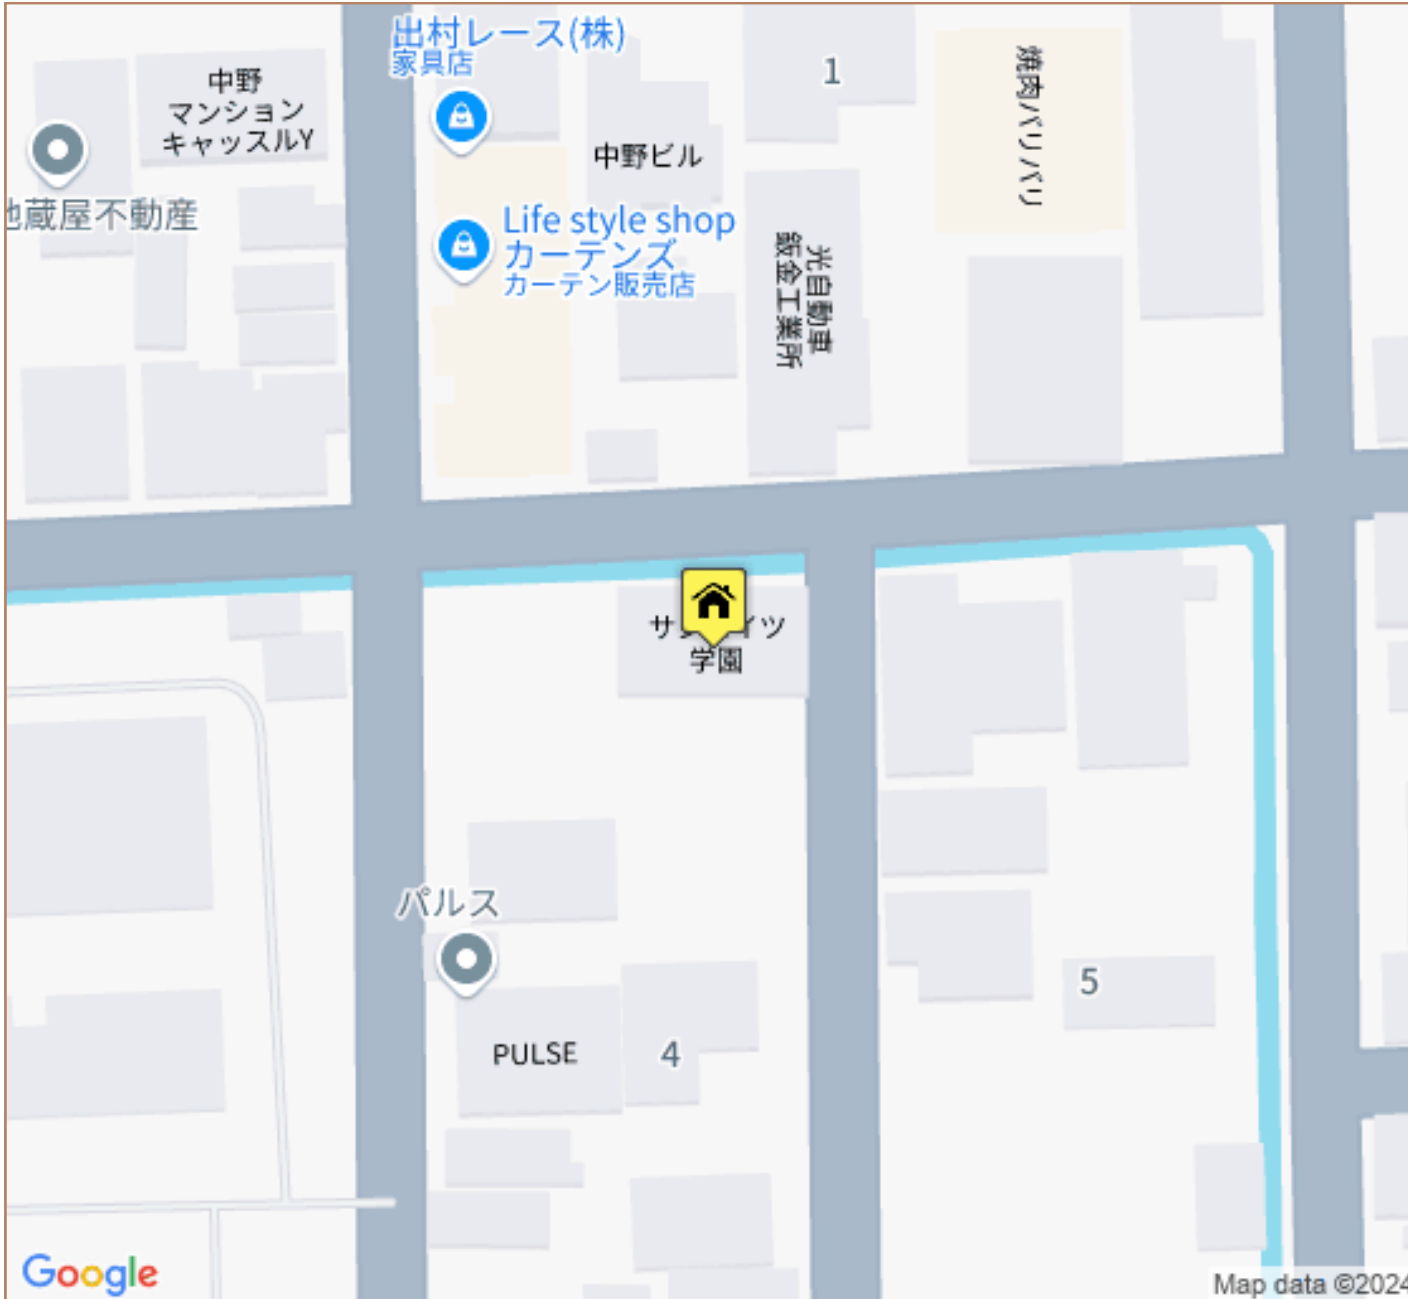 出村レース(株)
家具店
中野
マンション
キャッスルY
1
焼肉バリバリ
中野ビル
地蔵屋不動産
Life style shop
カーテンズ
カーテン販売店
光自動車
鈑金工業所
学園
パルス
5
PULSE
4
Google
Map data ©2024